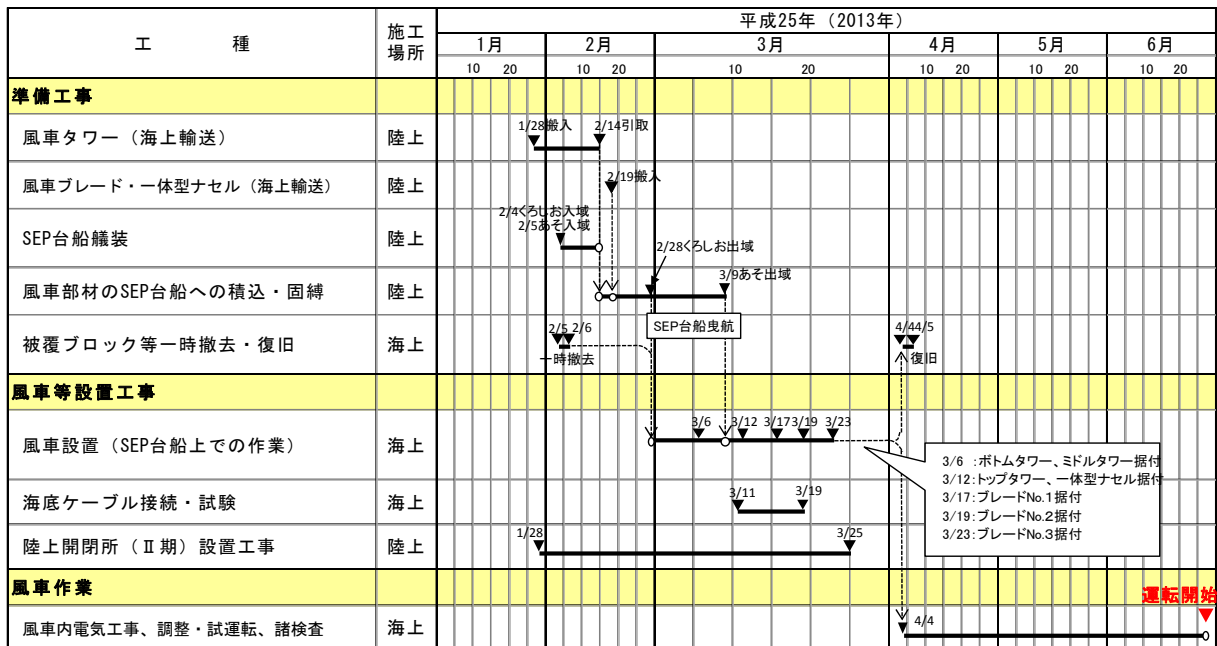 平成25年 (2013年)
工　　　種
施工
場所
1月
2月
3月
4月
5月
6月
10 20
10 20
10 20
10 20
10 20
10 20
準備工事
風車タワー（海上輸送）
陸上
1/28搬入
2/14引取
風車ブレード・一体型ナセル（海上輸送）
陸上
2/19搬入
SEP台船艤装
陸上
2/4くろしお入域
2/5あそ入域
風車部材のSEP台船への積込・固縛
陸上
2/28くろしお出域
3/9あそ出域
SEP台船曳航
被覆ブロック等一時撤去・復旧
海上
2/5 2/6
一時撤去
4/4 4/5
復旧
風車等設置工事
風車設置（SEP台船上での作業）
海上
3/6
3/12
3/17
3/19
3/23
3/6 :ボトムタワー、ミドルタワー据付
3/12:トップタワー、一体型ナセル据付
3/17:ブレードNo.1据付
3/19:ブレードNo.2据付
3/23:ブレードNo.3据付
海底ケーブル接続・試験
海上
3/11
3/19
陸上開閉所（Ⅱ期）設置工事
陸上
1/28
3/25
風車作業
運転開始
風車内電気工事、調整・試運転、諸検査
海上
4/4